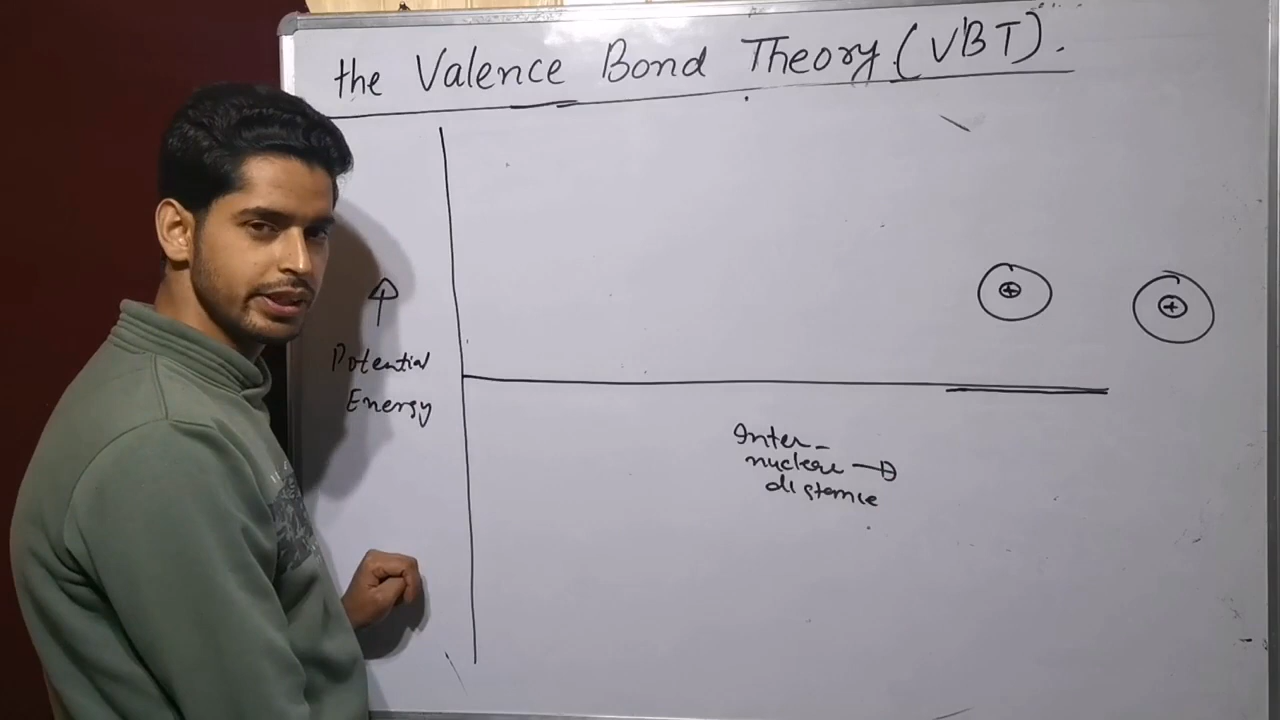 the Valence Bond Theory (VBT).
Potential
Energy
Inter-
nuclear
distance
+
+